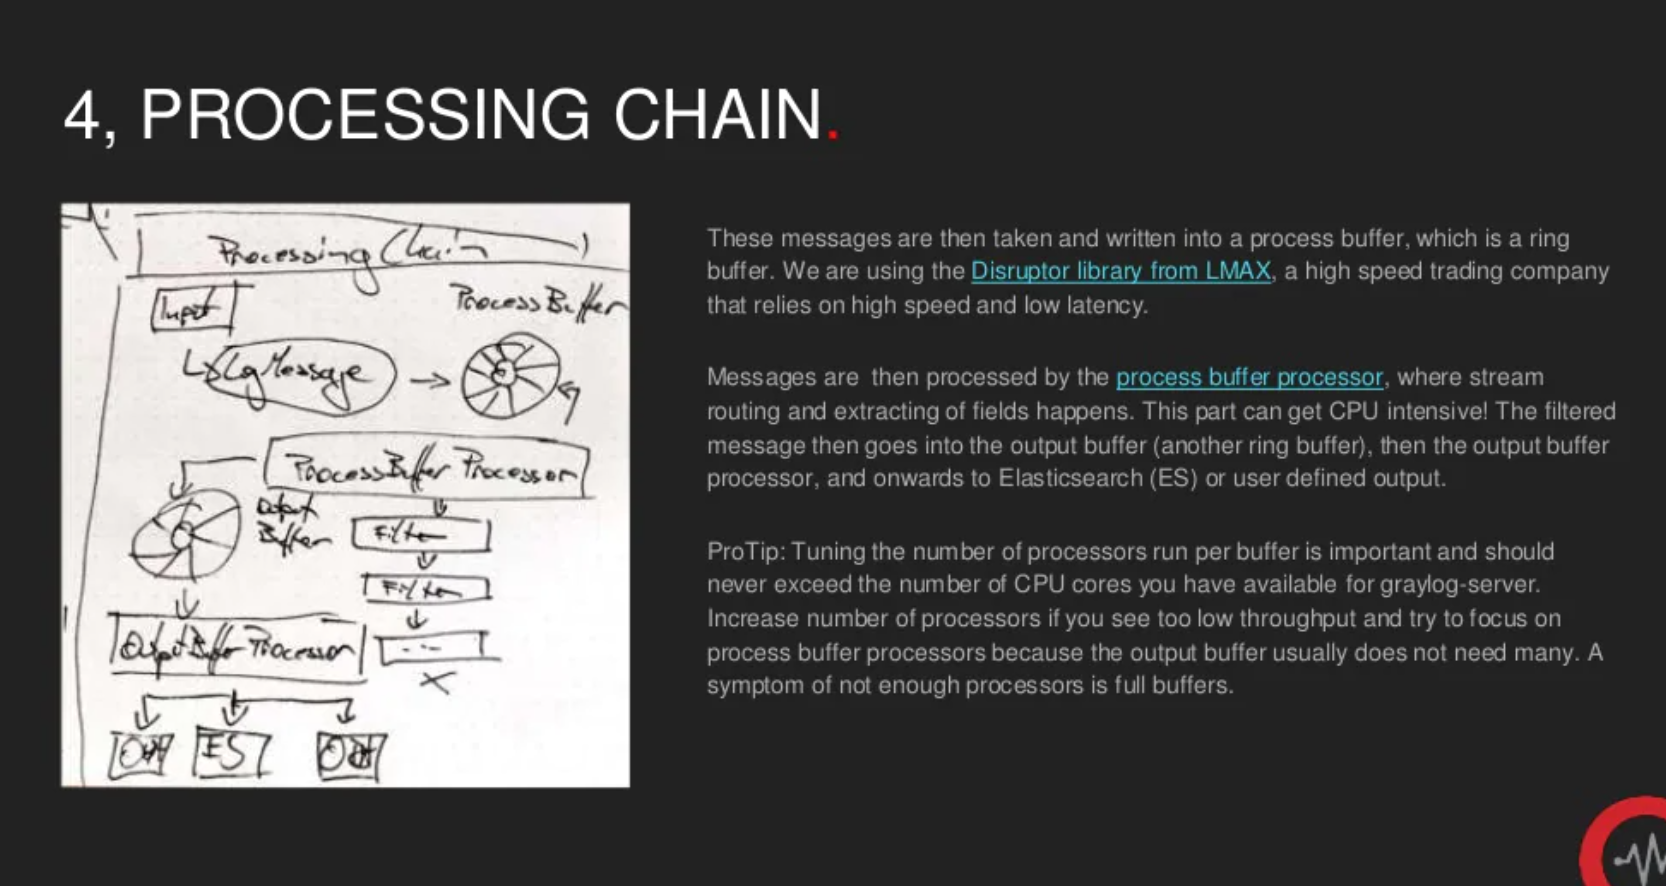 4, PROCESSING CHAIN.
Processing Chain
Input
Process Buffer
LogMessage
ProcessBuffer Processor
Output
Buffer
Filter
Filter
OutputBuffer Processor
...
Out ES Out
These messages are then taken and written into a process buffer, which is a ring
buffer. We are using the Disruptor library from LMAX, a high speed trading company
that relies on high speed and low latency.
Messages are then processed by the process buffer processor, where stream
routing and extracting of fields happens. This part can get CPU intensive! The filtered
message then goes into the output buffer (another ring buffer), then the output buffer
processor, and onwards to Elasticsearch (ES) or user defined output.
ProTip: Tuning the number of processors run per buffer is important and should
never exceed the number of CPU cores you have available for graylog-server.
Increase number of processors if you see too low throughput and try to focus on
process buffer processors because the output buffer usually does not need many. A
symptom of not enough processors is full buffers.